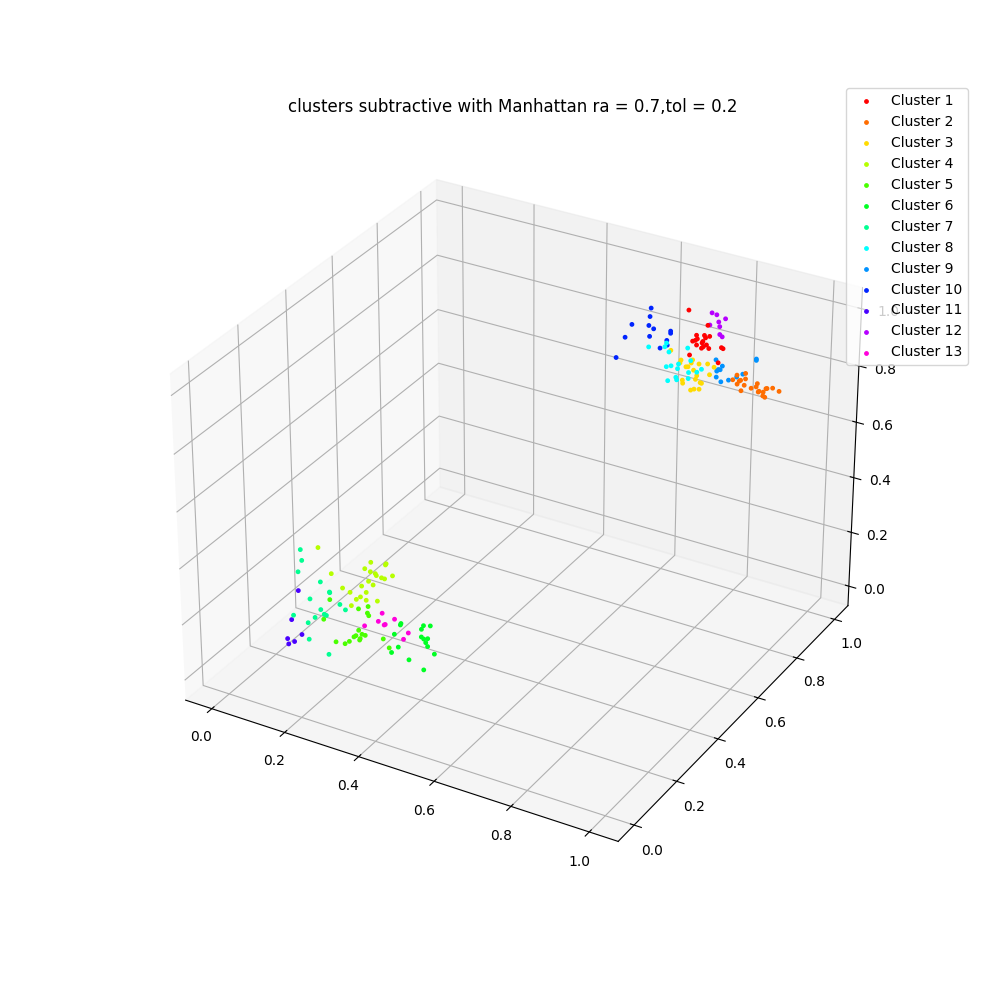 clusters subtractive with Manhattan ra = 0.7,tol = 0.2
Cluster 1
Cluster 2
Cluster 3
Cluster 4
Cluster 5
Cluster 6
Cluster 7
Cluster 8
Cluster 9
Cluster 10
Cluster 11
Cluster 12
Cluster 13
0.8
0.6
0.4
0.2
0.0
1.0
0.8
0.6
0.4
0.2
0.0
0.0
0.2
0.4
0.6
0.8
1.0